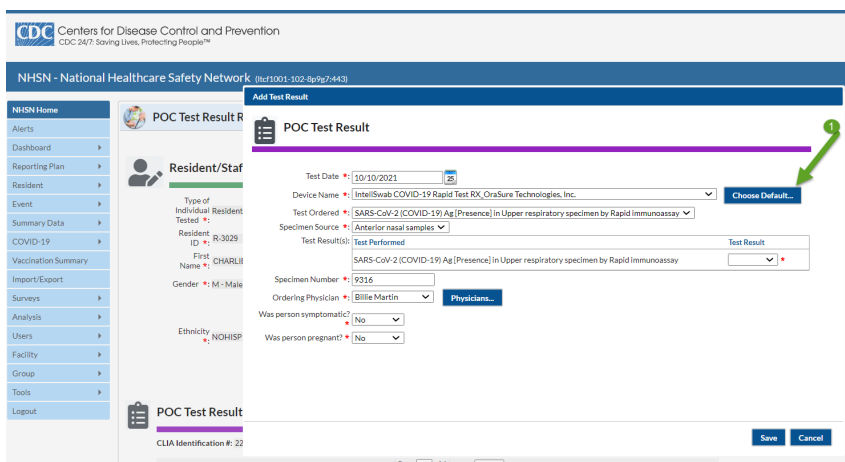 CDC Centers for Disease Control and Prevention
CDC 24/7: Saving Lives, Protecting People™
NHSN - National Healthcare Safety Network (ltcf1001-102-8p9g7:443)
NHSN Home
Alerts
Dashboard
Reporting Plan
Resident
Event
Summary Data
COVID-19
Vaccination Summary
Import/Export
Surveys
Analysis
Users
Facility
Group
Tools
Logout
POC Test Result R
Resident/Staf
Type of
Individual Resident
Tested *:
Resident
ID *: R-3029
First
Name *: CHARLIE
Gender *: M - Male
Ethnicity
*: NOHISP
POC Test Result
CLIA Identification #: 22
Add Test Result
POC Test Result
1
Test Date *: 10/10/2021 25
Device Name *: IntelISwab COVID-19 Rapid Test RX_OraSure Technologies, Inc. Choose Default...
Test Ordered *: SARS-CoV-2 (COVID-19) Ag [Presence] in Upper respiratory specimen by Rapid immunoassay
Specimen Source *: Anterior nasal samples
Test Result(s): Test Performed Test Result
SARS-CoV-2 (COVID-19) Ag [Presence] in Upper respiratory specimen by Rapid immunoassay *
Specimen Number *: 9316
Ordering Physician *: Billie Martin Physicians...
Was person symptomatic?
* No
Was person pregnant? * No
Save Cancel